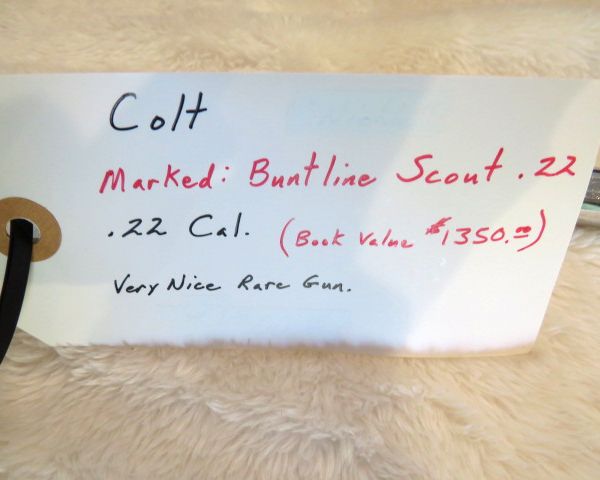 Colt
Marked: Buntline Scout .22
.22 Cal. (Book Value $1350.00)
Very Nice Rare Gun.